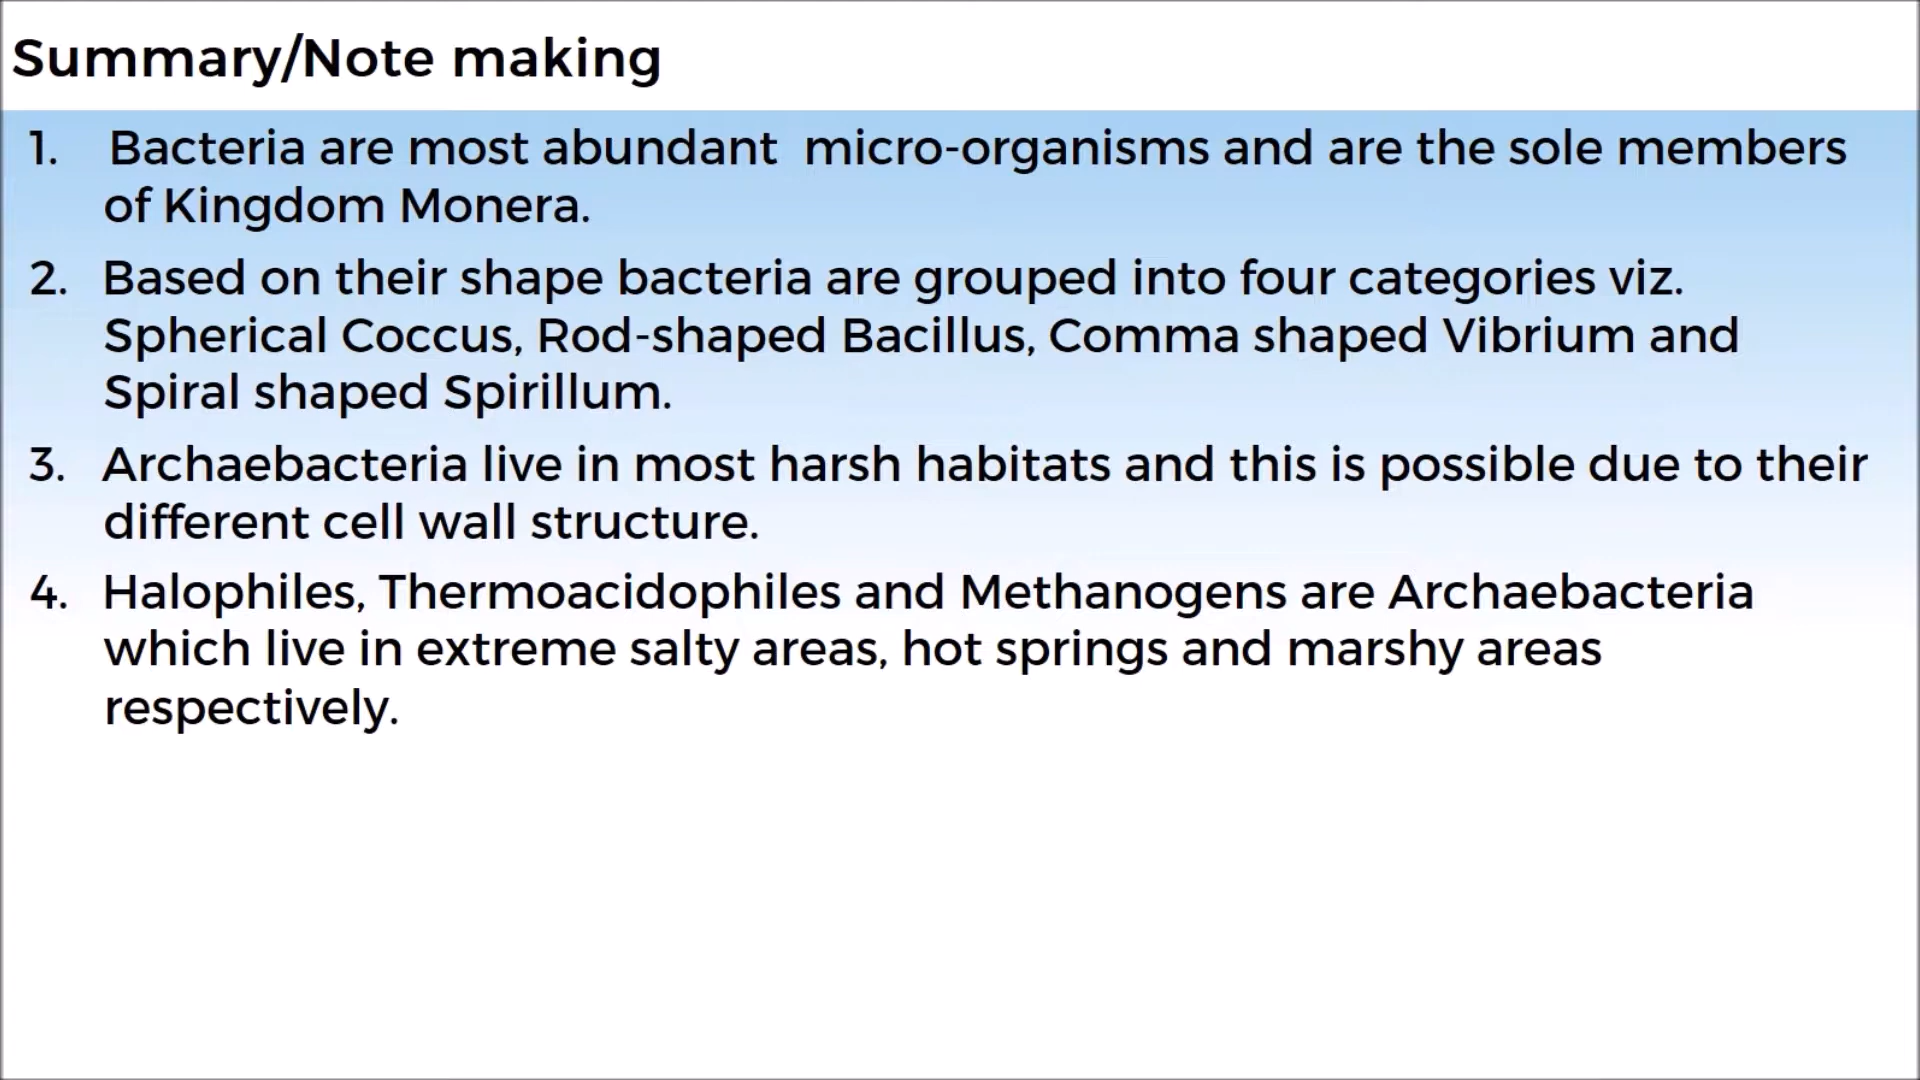 Summary/Note making
1. Bacteria are most abundant micro-organisms and are the sole members
of Kingdom Monera.
2. Based on their shape bacteria are grouped into four categories viz.
Spherical Coccus, Rod-shaped Bacillus, Comma shaped Vibrium and
Spiral shaped Spirillum.
3. Archaebacteria live in most harsh habitats and this is possible due to their
different cell wall structure.
4. Halophiles, Thermoacidophiles and Methanogens are Archaebacteria
which live in extreme salty areas, hot springs and marshy areas
respectively.